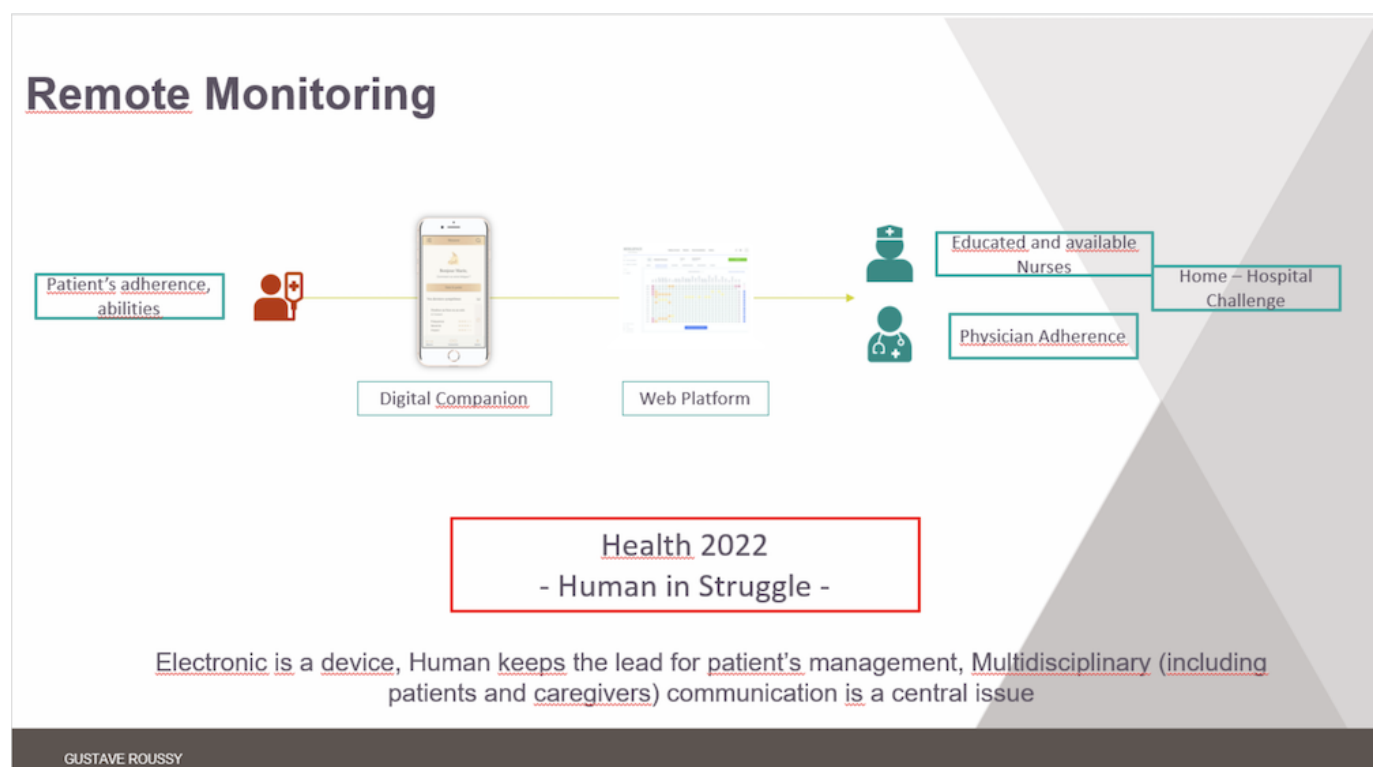 Remote Monitoring
Patient's adherence,
abilities
Digital Companion
Web Platform
Educated and available
Nurses
Physician Adherence
Home – Hospital
Challenge
Health 2022
- Human in Struggle -
Electronic is a device, Human keeps the lead for patient's management, Multidisciplinary (including
patients and caregivers) communication is a central issue
GUSTAVE ROUSSY